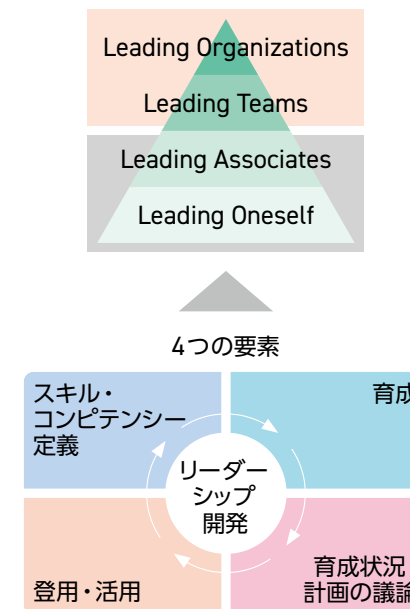 Leading Organizations
Leading Teams
Leading Associates
Leading Oneself
4つの要素
スキル・
コンピテンシー
定義
育成
リーダー
シップ
開発
登用・活用
育成状況
計画の議論